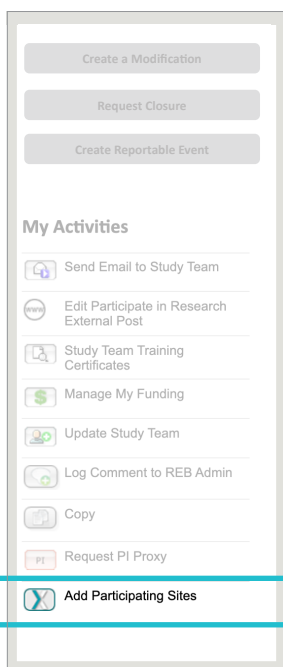 Create a Modification
Request Closure
Create Reportable Event
My Activities
Send Email to Study Team
www
Edit Participate in Research
External Post
Study Team Training
Certificates
$
Manage My Funding
Update Study Team
Log Comment to REB Admin
Copy
PI
Request PI Proxy
Add Participating Sites